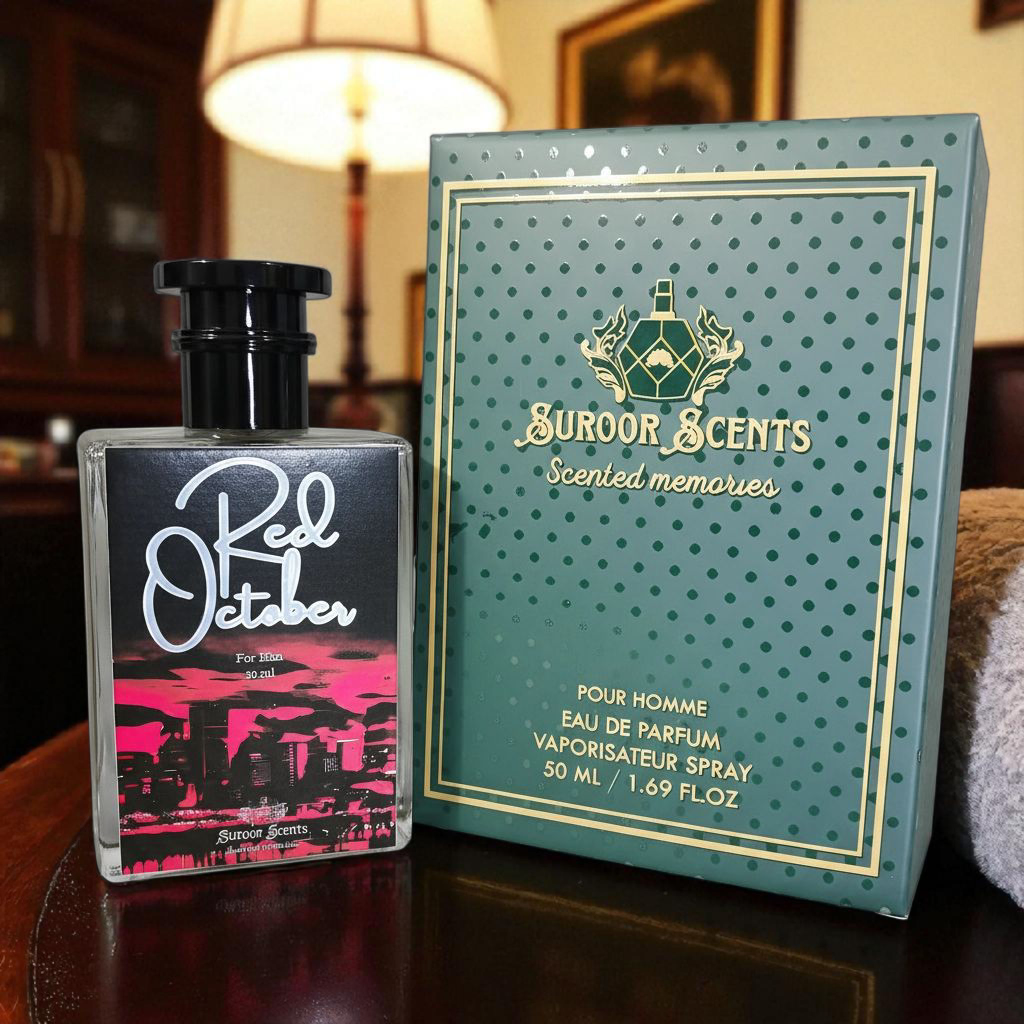 Red
October
For
Suroor Scents
SUROOR SCENTS
Scented memories
POUR HOMME
EAU DE PARFUM
VAPORISATEUR SPRAY
50 ML / 1.69 FL.OZ